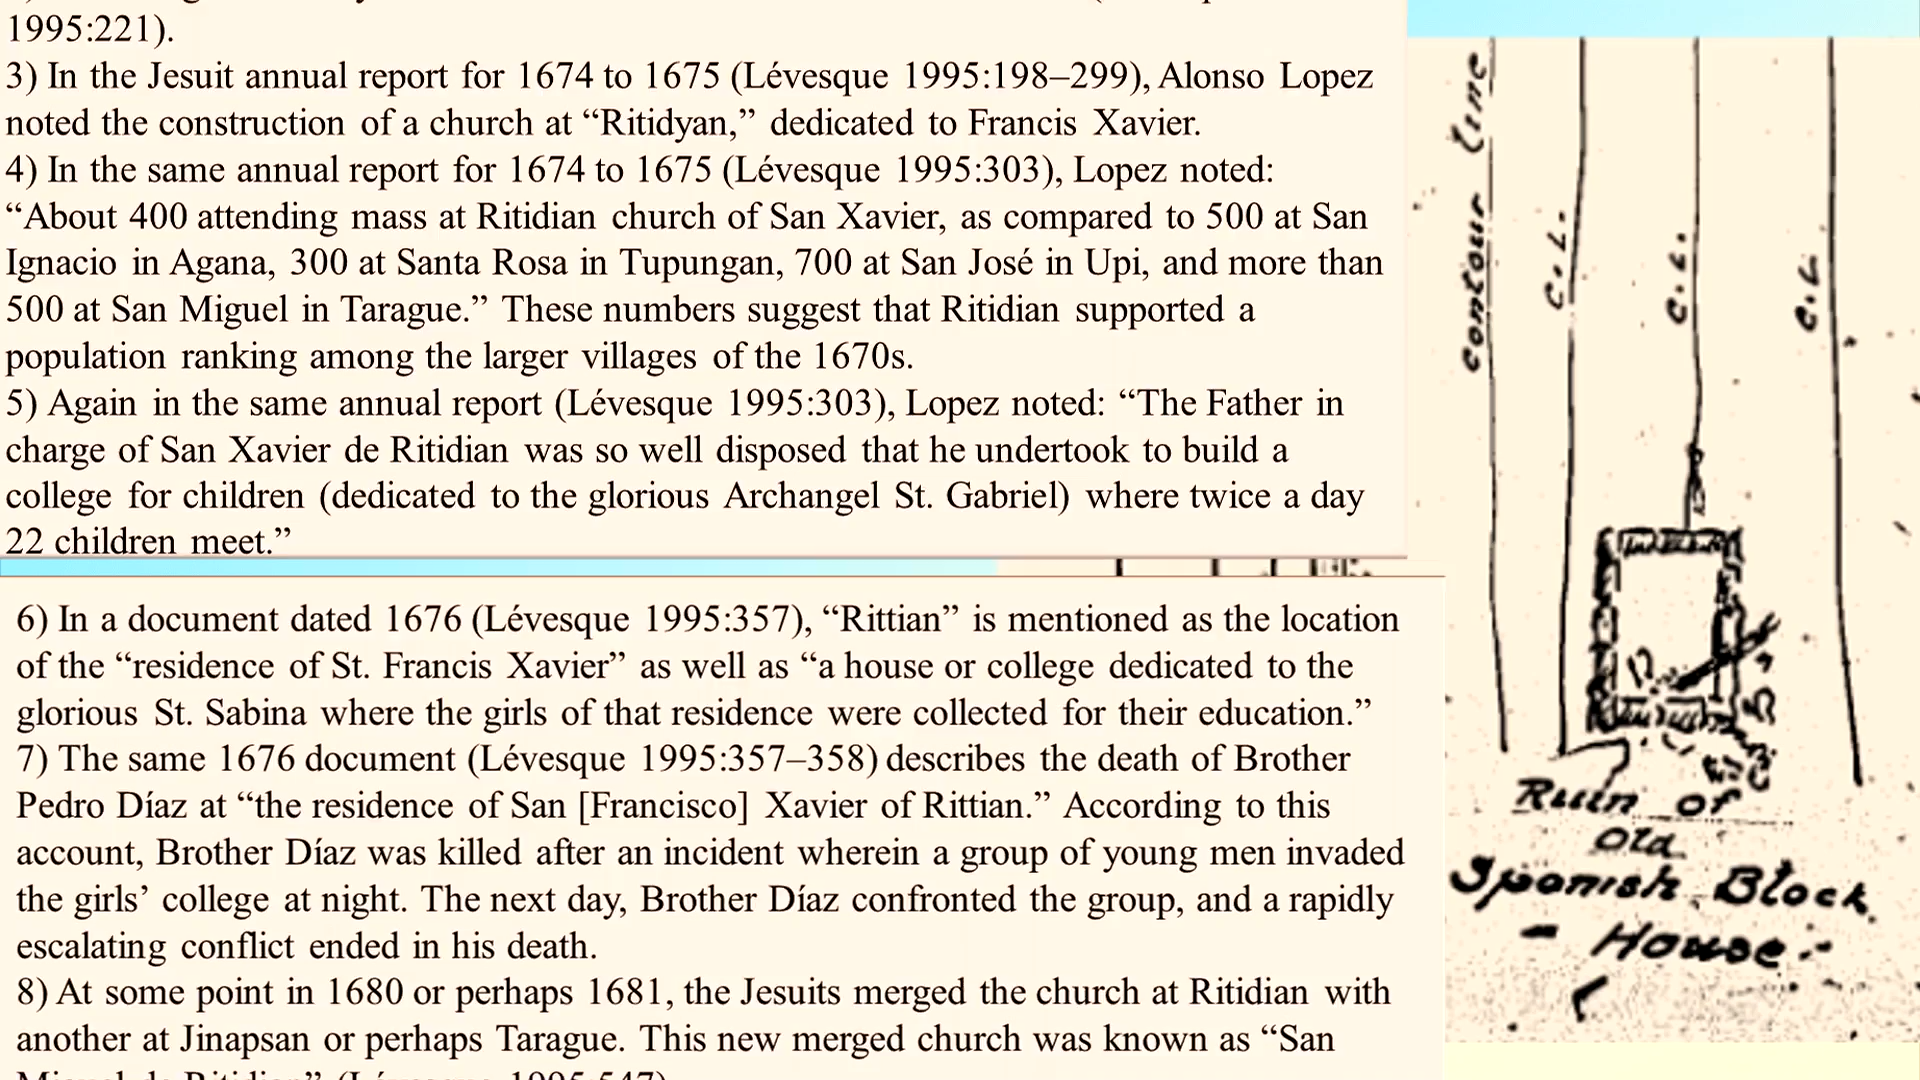 1995:221).
3) In the Jesuit annual report for 1674 to 1675 (Lévesque 1995:198–299), Alonso Lopez
noted the construction of a church at “Ritidyan,” dedicated to Francis Xavier.
4) In the same annual report for 1674 to 1675 (Lévesque 1995:303), Lopez noted:
“About 400 attending mass at Ritidian church of San Xavier, as compared to 500 at San
Ignacio in Agana, 300 at Santa Rosa in Tupungan, 700 at San José in Upi, and more than
500 at San Miguel in Tarague.” These numbers suggest that Ritidian supported a
population ranking among the larger villages of the 1670s.
5) Again in the same annual report (Lévesque 1995:303), Lopez noted: “The Father in
charge of San Xavier de Ritidian was so well disposed that he undertook to build a
college for children (dedicated to the glorious Archangel St. Gabriel) where twice a day
22 children meet.”
6) In a document dated 1676 (Lévesque 1995:357), “Rittian” is mentioned as the location
of the “residence of St. Francis Xavier” as well as “a house or college dedicated to the
glorious St. Sabina where the girls of that residence were collected for their education.”
7) The same 1676 document (Lévesque 1995:357–358) describes the death of Brother
Pedro Díaz at “the residence of San [Francisco] Xavier of Rittian.” According to this
account, Brother Díaz was killed after an incident wherein a group of young men invaded
the girls’ college at night. The next day, Brother Díaz confronted the group, and a rapidly
escalating conflict ended in his death.
8) At some point in 1680 or perhaps 1681, the Jesuits merged the church at Ritidian with
another at Jinapsan or perhaps Tarague. This new merged church was known as “San
Miguel de Ritidian” (Lévesque 1995:547)
contour Line
C.L.
C.L.
C.L.
Ruin of
Old
Spanish Block
- House -